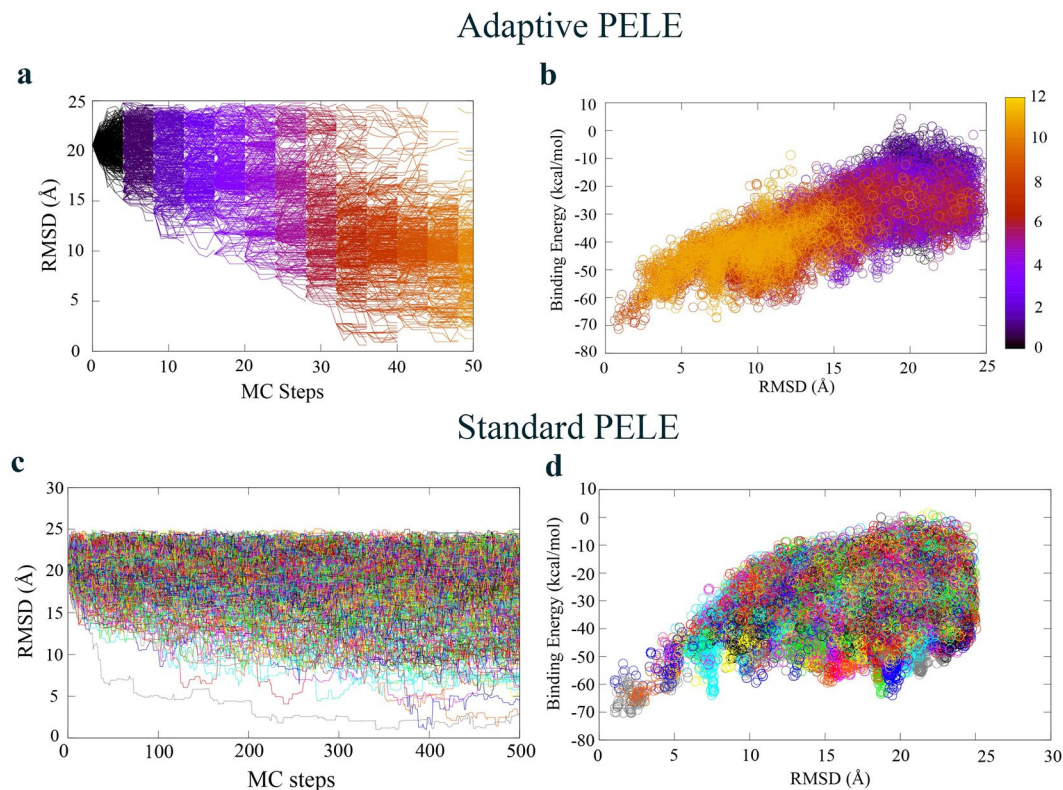 Adaptive PELE
a
25
20
15
10
5
0
RMSD (Å)
0 10 20 30 40 50
MC Steps
b
10
0
-10
-20
-30
-40
-50
-60
-70
-80
Binding Energy (kcal/mol)
0 5 10 15 20 25
RMSD (Å)
12
10
8
6
4
2
0
Standard PELE
c
30
25
20
15
10
5
0
RMSD (Å)
0 100 200 300 400 500
MC steps
d
10
0
-10
-20
-30
-40
-50
-60
-70
-80
Binding Energy (kcal/mol)
0 5 10 15 20 25 30
RMSD (Å)